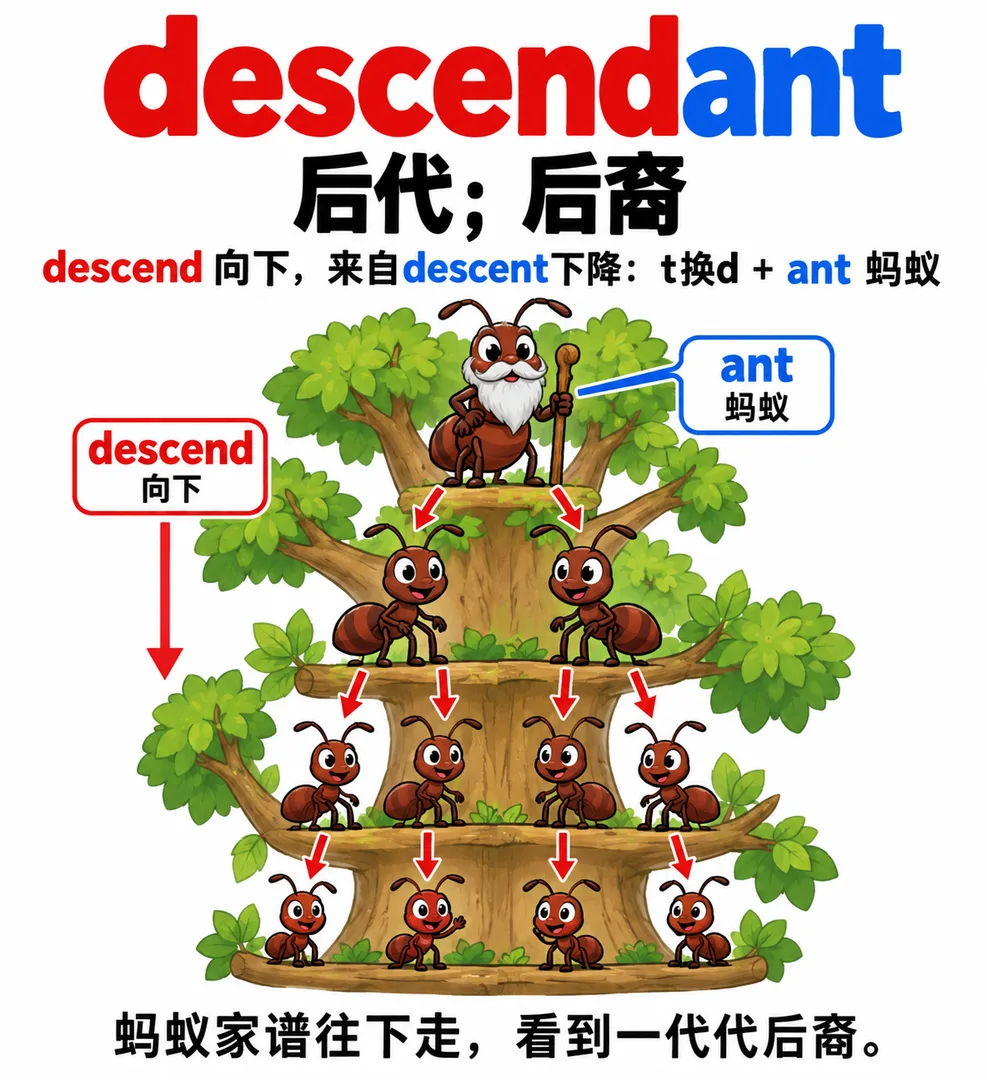 descendant
后代；后裔
descend 向下，来自descent下降：t换d + ant 蚂蚁
ant
蚂蚁
descend
向下
蚂蚁家谱往下走，看到一代代后裔。